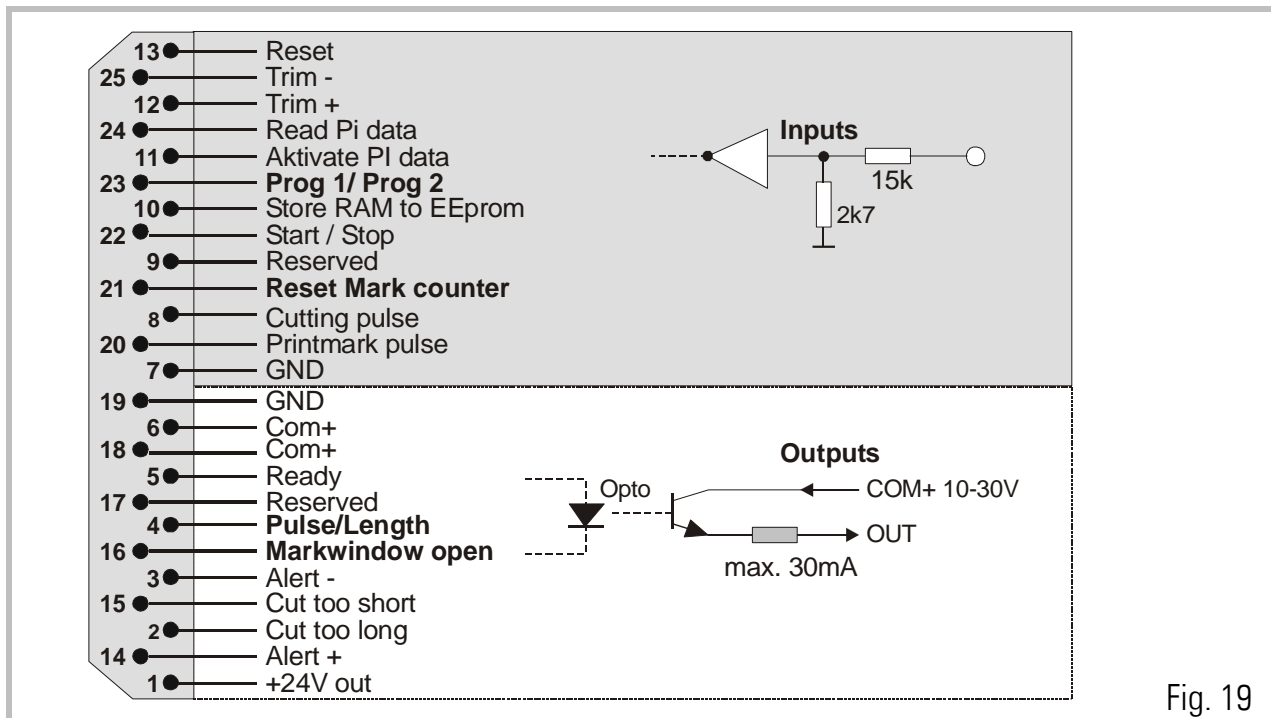 13 Reset
25 Trim -
12 Trim +
24 Read Pi data
11 Aktivate PI data
23 Prog 1/ Prog 2
10 Store RAM to EEprom
22 Start / Stop
9 Reserved
21 Reset Mark counter
8 Cutting pulse
20 Printmark pulse
7 GND
Inputs
15k
2k7
19 GND
6 Com+
18 Com+
5 Ready
17 Reserved
4 Pulse/Length
16 Markwindow open
3 Alert -
15 Cut too short
2 Cut too long
14 Alert +
1 +24V out
Outputs
Opto
COM+ 10-30V
OUT
max. 30mA
Fig. 19